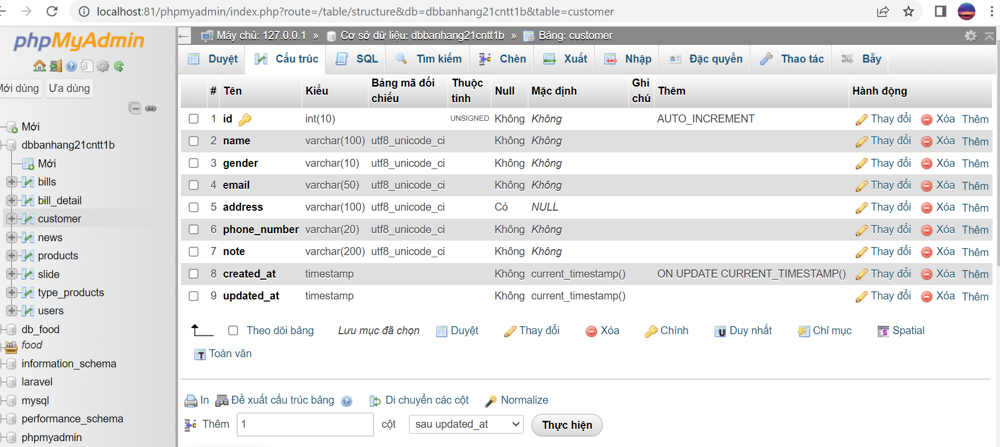 localhost:81/phpmyadmin/index.php?route=/table/structure&db=dbbanhang21cntt1b&table=customer
phpMyAdmin
Mới dùng Ưa dùng
Mới
dbbanhang21cntt1b
Mới
bills
bill_detail
customer
news
products
slide
type_products
users
db_food
food
information_schema
laravel
mysql
performance_schema
phpmyadmin
Máy chủ: 127.0.0.1 » Cơ sở dữ liệu: dbbanhang21cntt1b » Bảng: customer
Duyệt Cấu trúc SQL Tìm kiếm Chèn Xuất Nhập Đặc quyền Thao tác Bẫy
# Tên Kiểu Bảng mã đối chiếu Thuộc tính Null Mặc định Ghi chú Thêm Hành động
1 id int(10) UNSIGNED Không Không AUTO_INCREMENT Thay đổi Xóa Thêm
2 name varchar(100) utf8_unicode_ci Không Không Thay đổi Xóa Thêm
3 gender varchar(10) utf8_unicode_ci Không Không Thay đổi Xóa Thêm
4 email varchar(50) utf8_unicode_ci Không Không Thay đổi Xóa Thêm
5 address varchar(100) utf8_unicode_ci Có NULL Thay đổi Xóa Thêm
6 phone_number varchar(20) utf8_unicode_ci Không Không Thay đổi Xóa Thêm
7 note varchar(200) utf8_unicode_ci Không Không Thay đổi Xóa Thêm
8 created_at timestamp Không current_timestamp() ON UPDATE CURRENT_TIMESTAMP() Thay đổi Xóa Thêm
9 updated_at timestamp Không current_timestamp() Thay đổi Xóa Thêm
Theo dõi bảng Lưu mục đã chọn Duyệt Thay đổi Xóa Chính Duy nhất Chỉ mục Spatial
Toàn văn
In Đề xuất cấu trúc bảng Di chuyển các cột Normalize
Thêm 1 cột sau updated_at Thực hiện